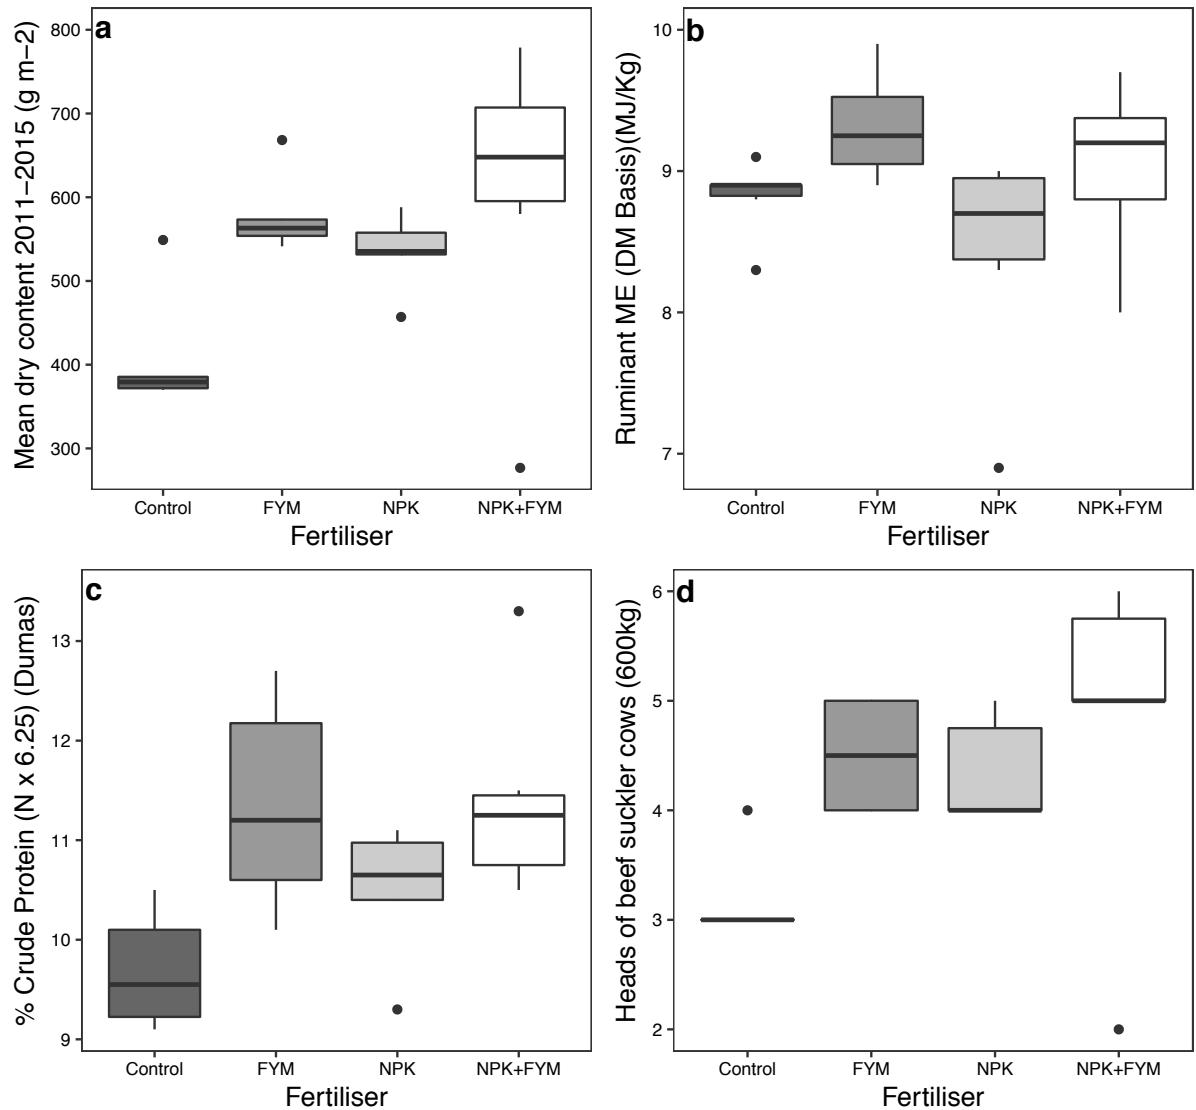 a
Mean dry content 2011−2015 (g m−2)
800
700
600
500
400
300
Control FYM NPK NPK+FYM
Fertiliser
b
Ruminant ME (DM Basis)(MJ/Kg)
10
9
8
7
Control FYM NPK NPK+FYM
Fertiliser
c
% Crude Protein (N x 6.25) (Dumas)
13
12
11
10
9
Control FYM NPK NPK+FYM
Fertiliser
d
Heads of beef suckler cows (600kg)
6
5
4
3
2
Control FYM NPK NPK+FYM
Fertiliser